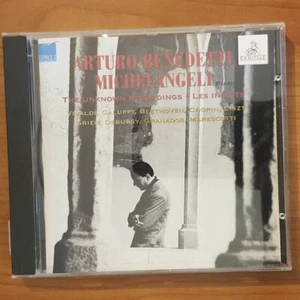 ARTURO BENEDETTI
MICHELANGELI
THE UNKNOWN RECORDINGS - LES INÉDITS
VIVALDI, GALUPPI, BEETHOVEN, CHOPIN, LISZT
GRIEG, DEBUSSY, GRANADOS, MARESCOTTI